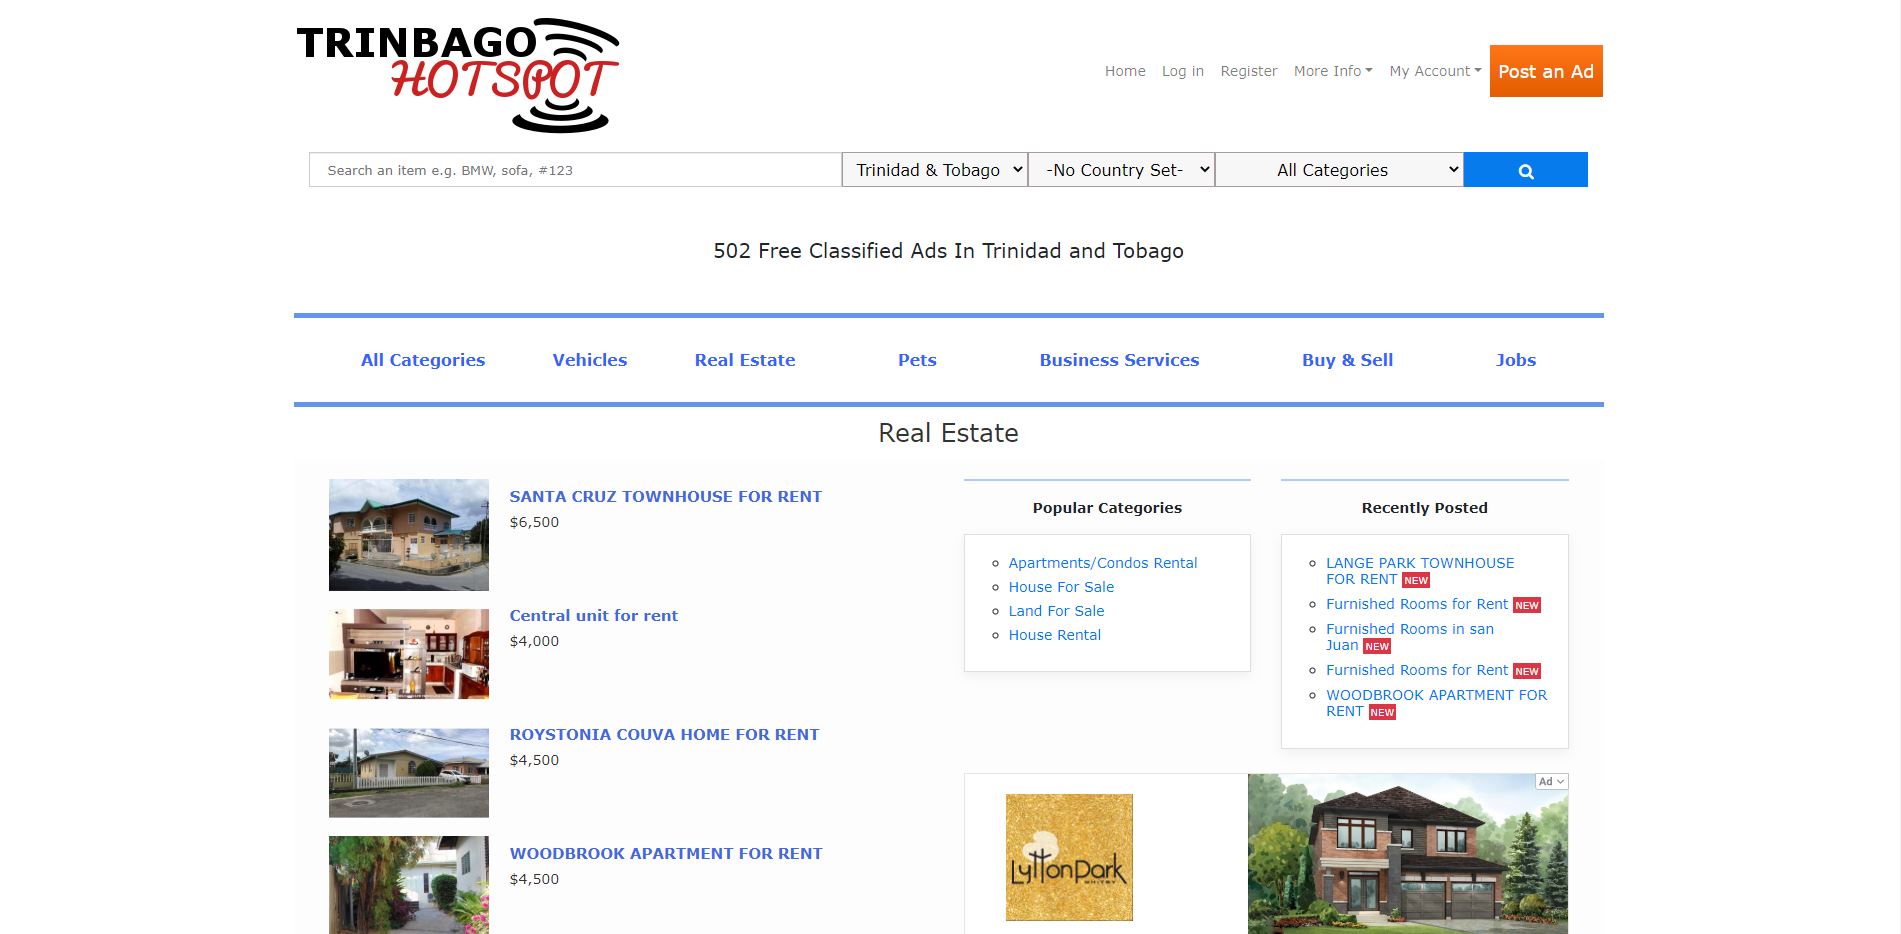 TRINBAGO
HOTSPOT
Home
Log in
Register
More Info
My Account
Post an Ad
Search an item e.g. BMW, sofa, #123
Trinidad & Tobago
-No Country Set-
All Categories
502 Free Classified Ads In Trinidad and Tobago
All Categories
Vehicles
Real Estate
Pets
Business Services
Buy & Sell
Jobs
Real Estate
SANTA CRUZ TOWNHOUSE FOR RENT
$6,500
Central unit for rent
$4,000
ROYSTONIA COUVA HOME FOR RENT
$4,500
WOODBROOK APARTMENT FOR RENT
$4,500
Popular Categories
Apartments/Condos Rental
House For Sale
Land For Sale
House Rental
Recently Posted
LANGE PARK TOWNHOUSE
FOR RENT NEW
Furnished Rooms for Rent NEW
Furnished Rooms in san
Juan NEW
Furnished Rooms for Rent NEW
WOODBROOK APARTMENT FOR
RENT NEW
Ad
LyttonPark
WHITBY